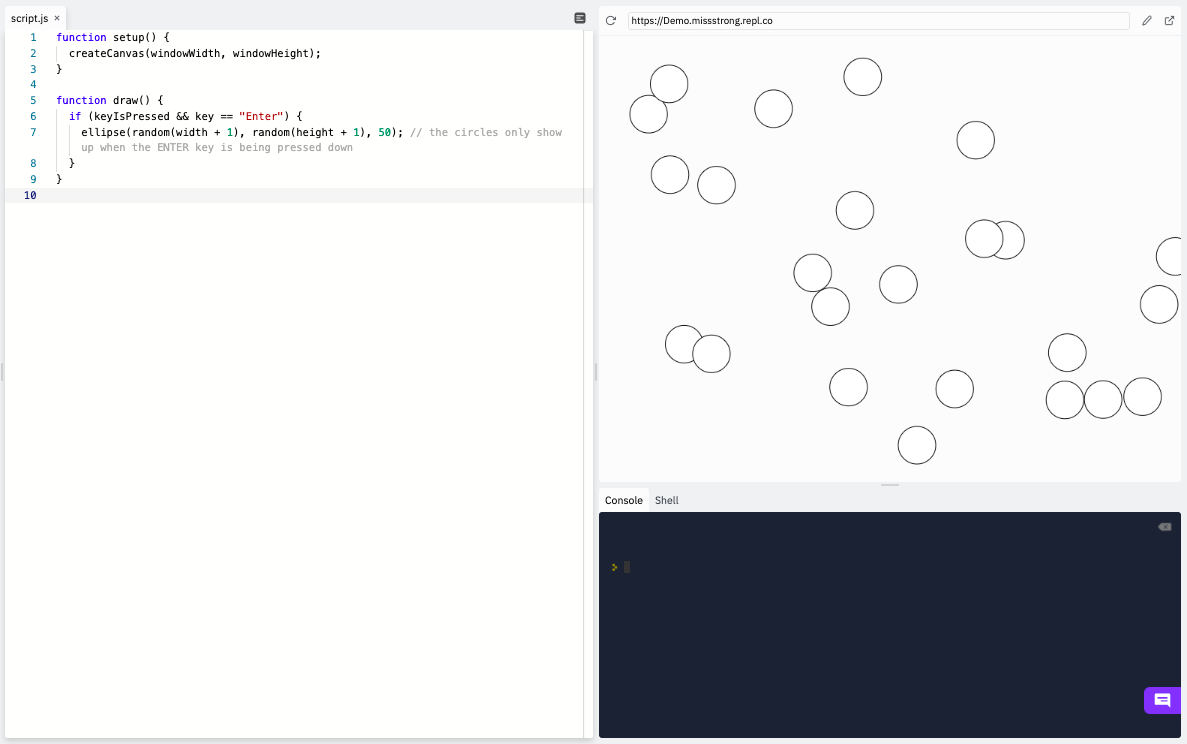 script.js ×
1 function setup() {
2 createCanvas(windowWidth, windowHeight);
3 }
4
5 function draw() {
6 if (keyIsPressed && key == "Enter") {
7 ellipse(random(width + 1), random(height + 1), 50); // the circles only show
up when the ENTER key is being pressed down
8 }
9 }
10
https://Demo.missstrong.repl.co
Console Shell
>